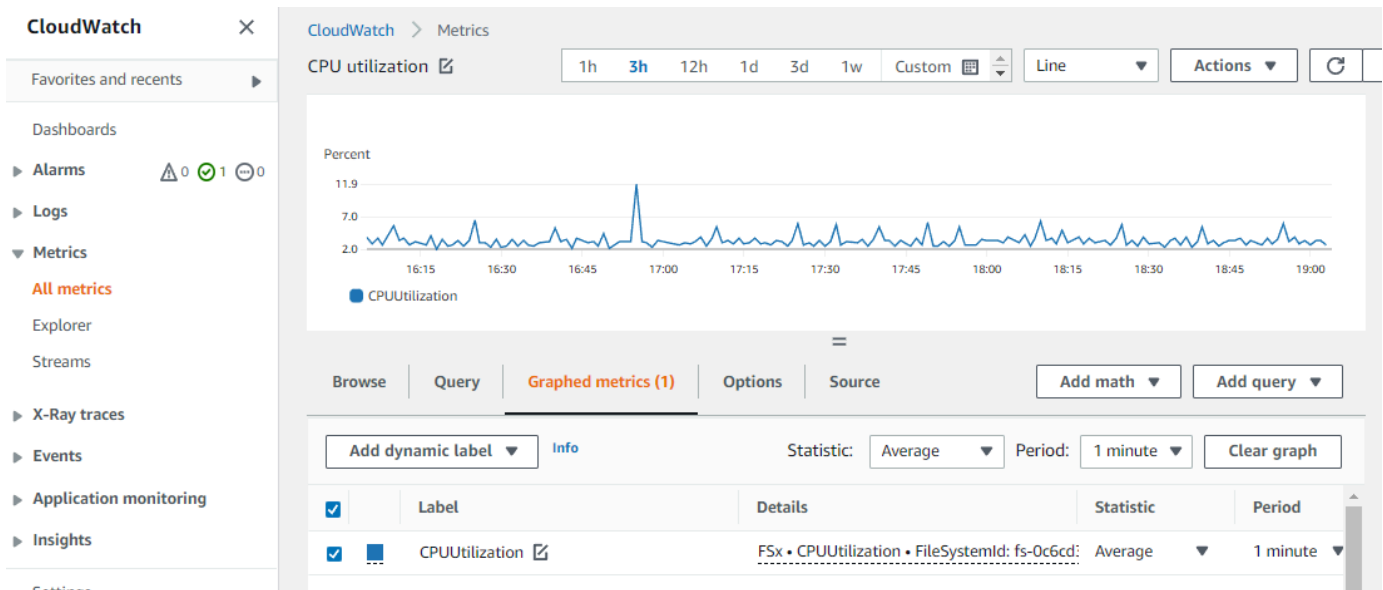 CloudWatch
Favorites and recents
Dashboards
Alarms 0 1 0
Logs
Metrics
All metrics
Explorer
Streams
X-Ray traces
Events
Application monitoring
Insights
CloudWatch > Metrics
CPU utilization 1h 3h 12h 1d 3d 1w Custom Line Actions
Percent
11.9
7.0
2.0
16:15 16:30 16:45 17:00 17:15 17:30 17:45 18:00 18:15 18:30 18:45 19:00
CPUUtilization
Browse Query Graphed metrics (1) Options Source Add math Add query
Add dynamic label Info Statistic: Average Period: 1 minute Clear graph
Label Details Statistic Period
CPUUtilization FSx • CPUUtilization • FileSystemId: fs-0c6cd Average 1 minute